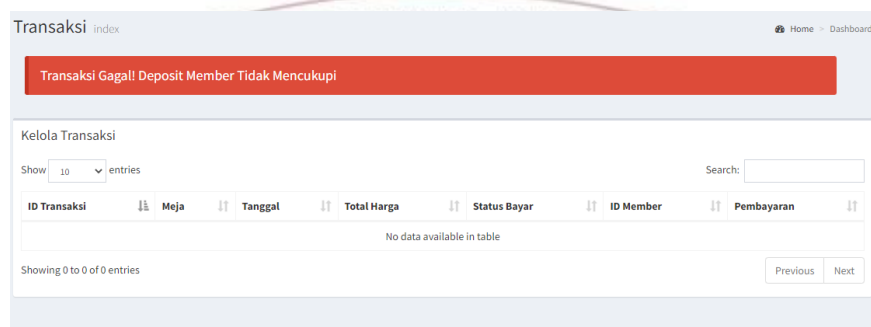 Transaksi index
Home > Dashboard
Transaksi Gagal! Deposit Member Tidak Mencukupi
Kelola Transaksi
Show 10 entries Search:
ID Transaksi Meja Tanggal Total Harga Status Bayar ID Member Pembayaran
No data available in table
Showing 0 to 0 of 0 entries
Previous Next